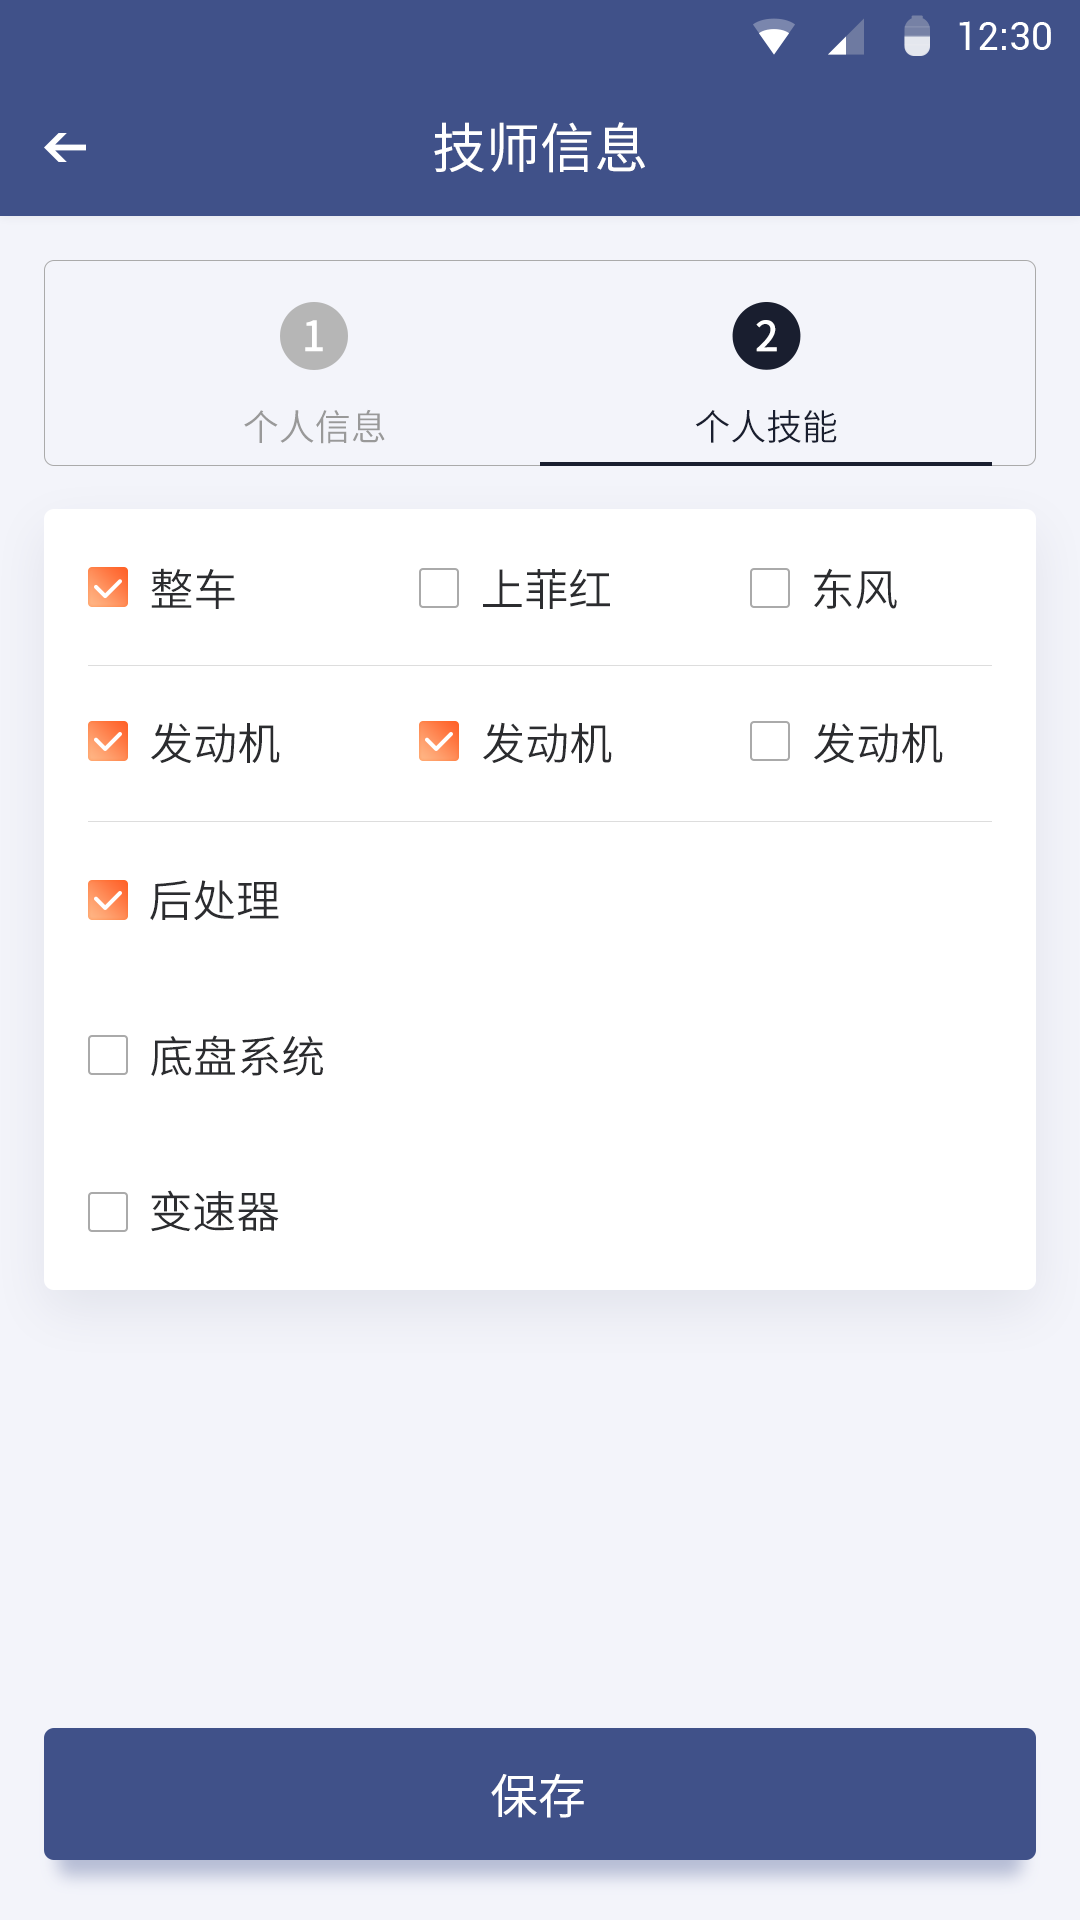 12:30
技师信息
1 2
个人信息 个人技能
整车 上菲红 东风
发动机 发动机 发动机
后处理
底盘系统
变速器
保存